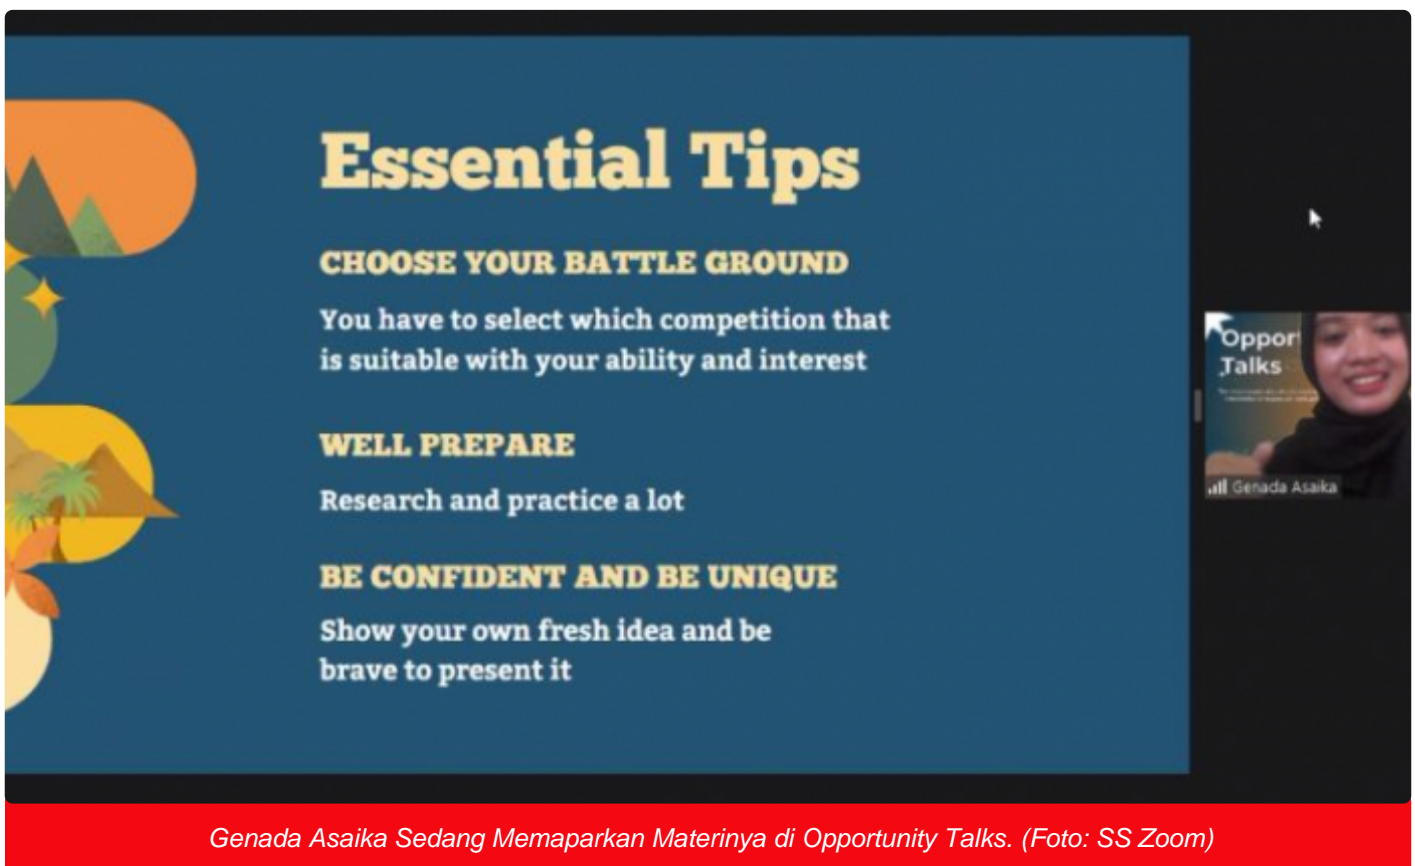 Essential Tips
CHOOSE YOUR BATTLE GROUND
You have to select which competition that
is suitable with your ability and interest
WELL PREPARE
Research and practice a lot
BE CONFIDENT AND BE UNIQUE
Show your own fresh idea and be
brave to present it
Oppor
Talks
Genada Asaika
Genada Asaika Sedang Memaparkan Materinya di Opportunity Talks. (Foto: SS Zoom)